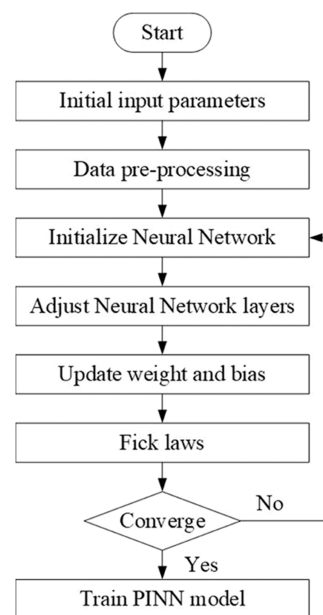 Start
Initial input parameters
Data pre-processing
Initialize Neural Network
Adjust Neural Network layers
Update weight and bias
Fick laws
Converge
No
Yes
Train PINN model